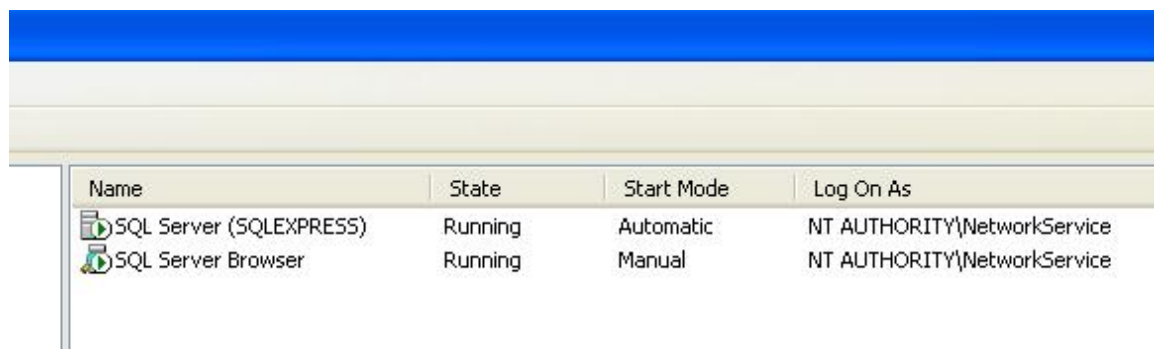 Name State Start Mode Log On As
SQL Server (SQLEXPRESS) Running Automatic NT AUTHORITY\NetworkService
SQL Server Browser Running Manual NT AUTHORITY\NetworkService